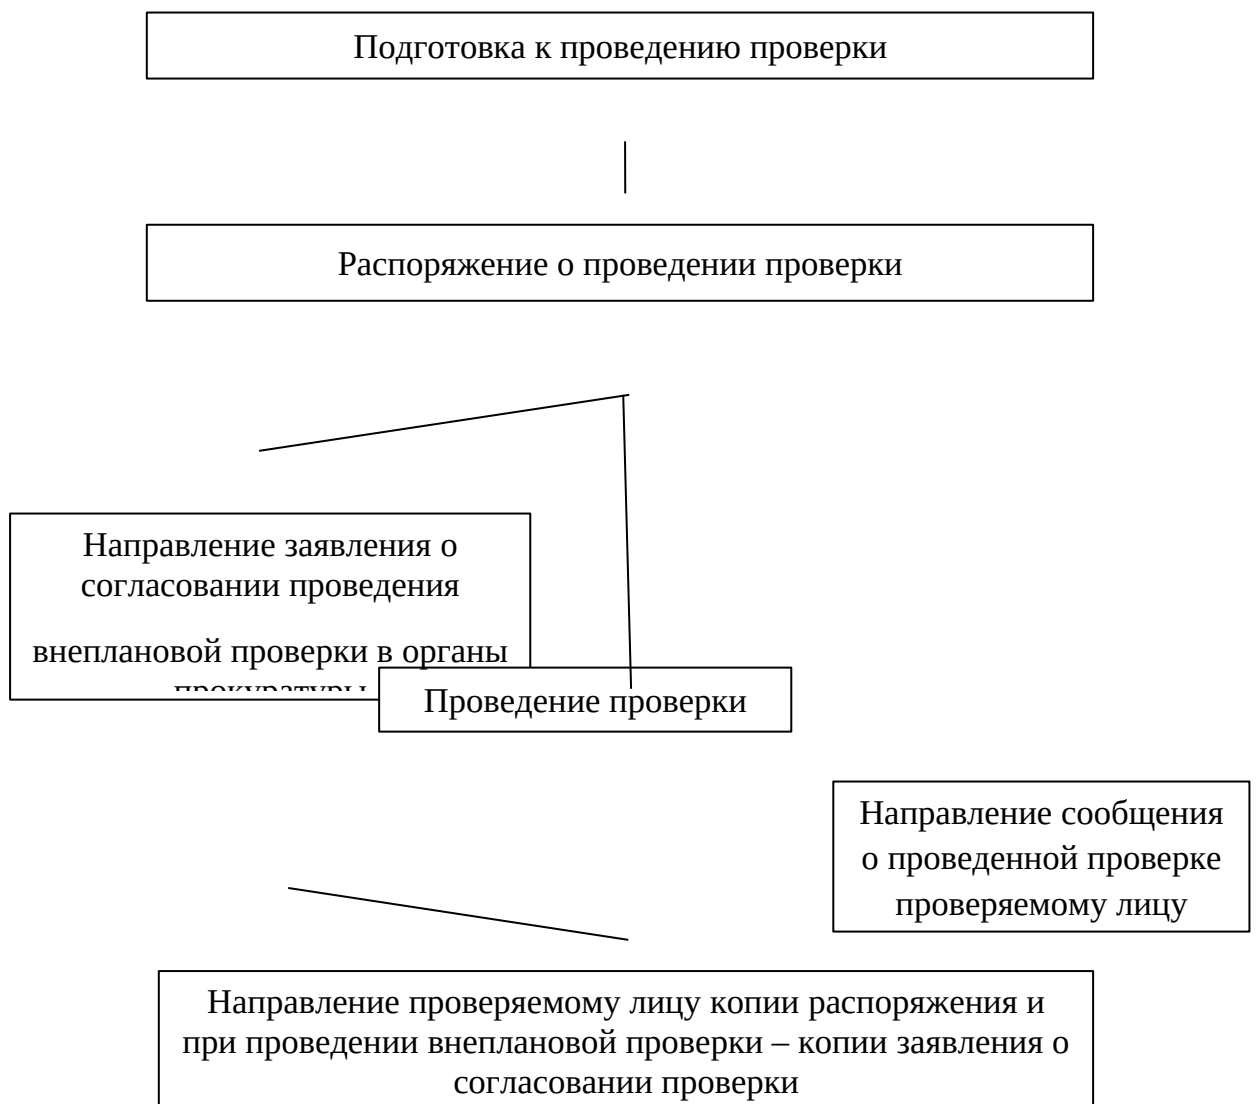 Подготовка к проведению проверки
Распоряжение о проведении проверки
Направление заявления о
согласовании проведения
внеплановой проверки в органы
прокуратуры
Проведение проверки
Направление сообщения
о проведенной проверке
проверяемому лицу
Направление проверяемому лицу копии распоряжения и
при проведении внеплановой проверки – копии заявления о
согласовании проверки